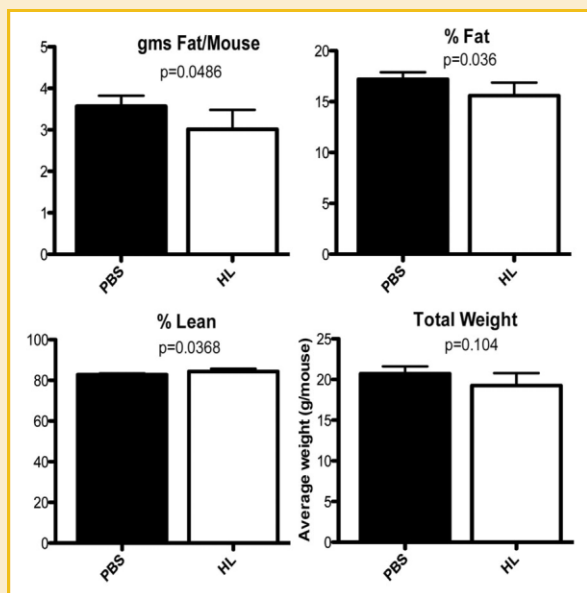 gms Fat/Mouse
p=0.0486
5
4
3
2
1
0
PBS
HL
% Fat
p=0.036
20
15
10
5
0
PBS
HL
% Lean
p=0.0368
100
80
60
40
20
0
PBS
HL
Total Weight
p=0.104
Average weight (g/mouse)
25
20
15
10
5
0
PBS
HL